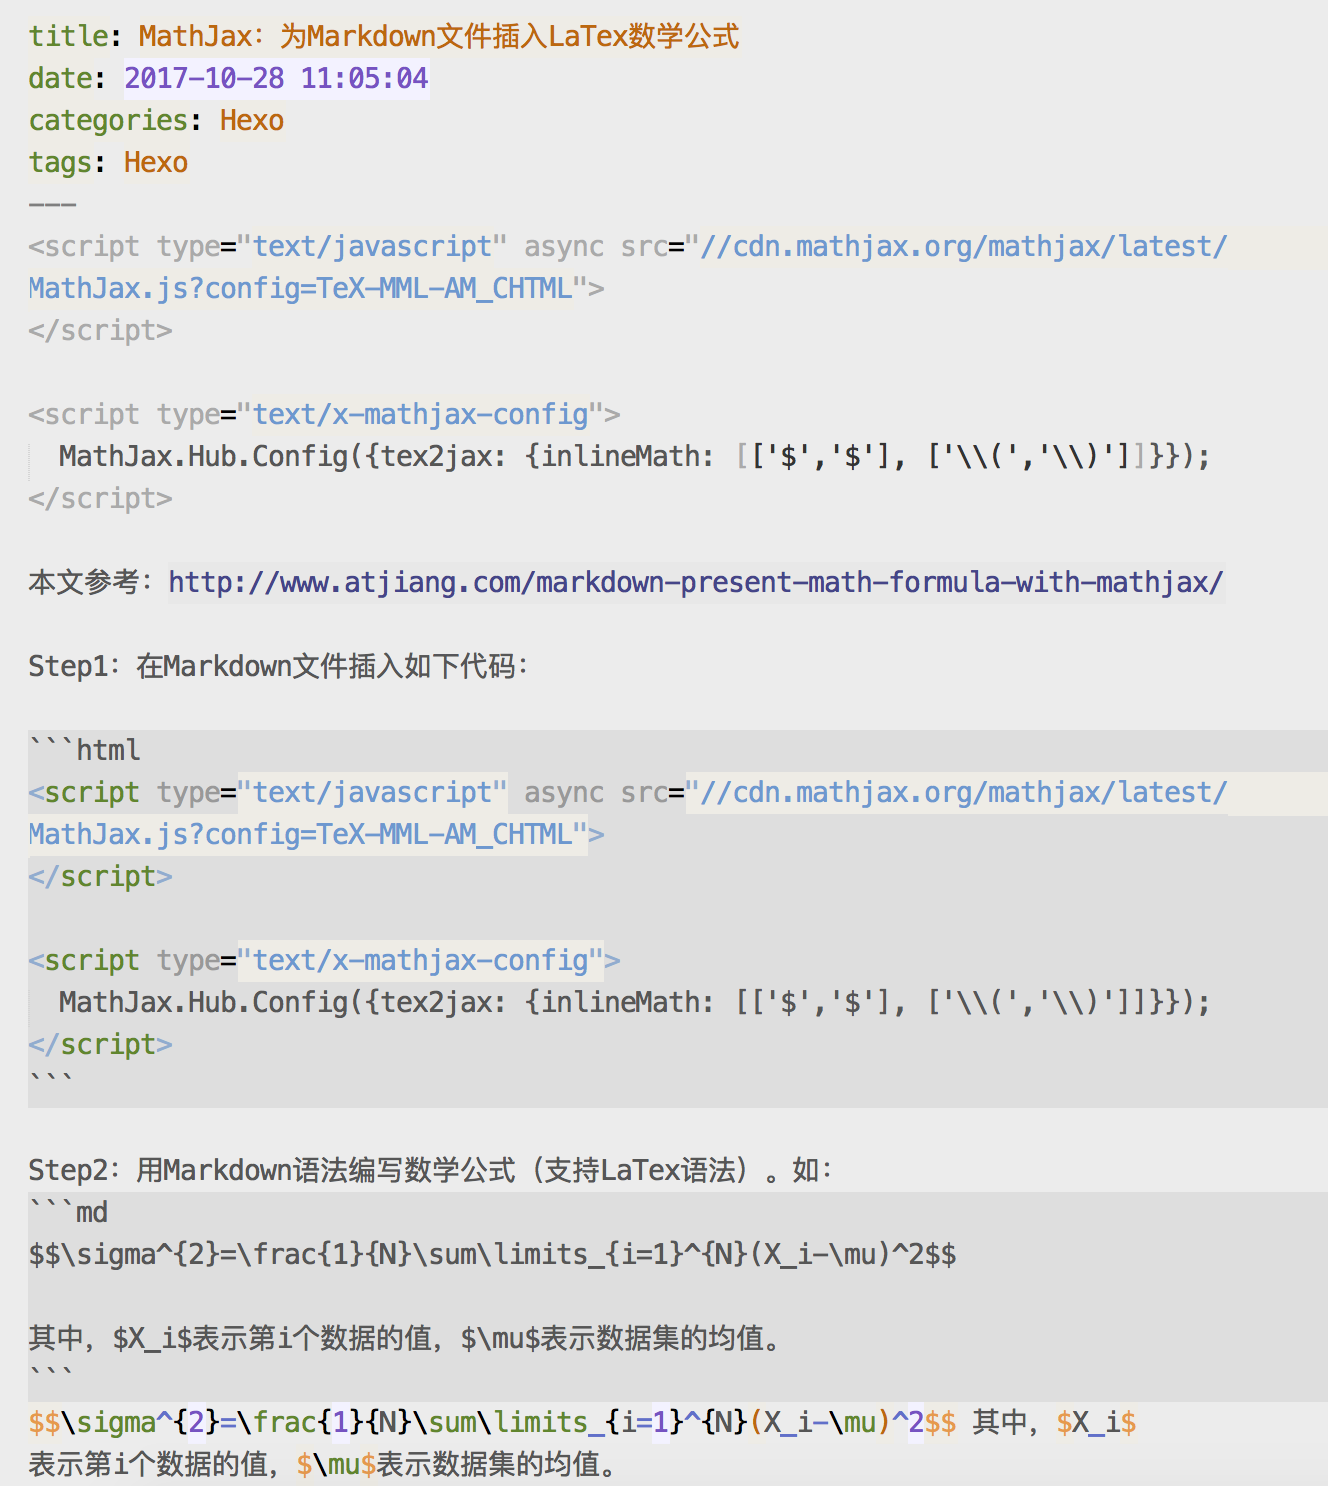 title: MathJax：为Markdown文件插入LaTex数学公式
date: 2017-10-28 11:05:04
categories: Hexo
tags: Hexo
---
<script type="text/javascript" async src="//cdn.mathjax.org/mathjax/latest/
MathJax.js?config=TeX-MML-AM_CHTML">
</script>
<script type="text/x-mathjax-config">
  MathJax.Hub.Config({tex2jax: {inlineMath: [['$','$'], ['\\(','\\)']]}});
</script>
本文参考：http://www.atjiang.com/markdown-present-math-formula-with-mathjax/
Step1：在Markdown文件插入如下代码：
```html
<script type="text/javascript" async src="//cdn.mathjax.org/mathjax/latest/
MathJax.js?config=TeX-MML-AM_CHTML">
</script>
<script type="text/x-mathjax-config">
  MathJax.Hub.Config({tex2jax: {inlineMath: [['$','$'], ['\\(','\\)']]}});
</script>
```
Step2：用Markdown语法编写数学公式（支持LaTex语法）。如：
```md
$$\sigma^{2}=\frac{1}{N}\sum\limits_{i=1}^{N}(X_i-\mu)^2$$
其中，$X_i$表示第i个数据的值，$\mu$表示数据集的均值。
```
$$\sigma^{2}=\frac{1}{N}\sum\limits_{i=1}^{N}(X_i-\mu)^2$$ 其中，$X_i$
表示第i个数据的值，$\mu$表示数据集的均值。